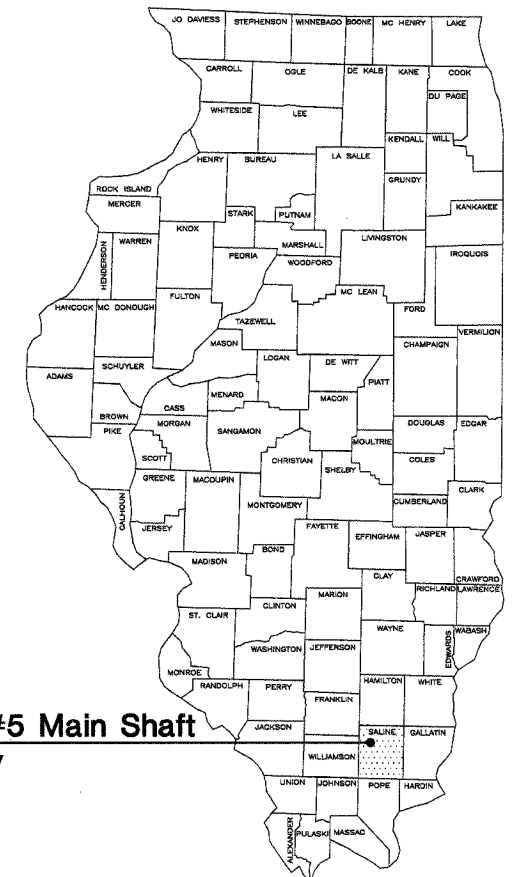 JO DAVIESS STEPHENSON WINNEBAGO BOONE MC HENRY LAKE
CARROLL OGLE DE KALB KANE COOK
DU PAGE
WHITESIDE LEE
KENDALL WILL
HENRY BUREAU LA SALLE
GRUNDY
ROCK ISLAND
MERCER
KANKAKEE
STARK PUTNAM
KNOX
HENDERSON WARREN MARSHALL LIVINGSTON
PEORIA WOODFORD IROQUOIS
MC LEAN
FULTON
HANCOCK MC DONOUGH FORD
TAZEWELL
MASON VERMILION
CHAMPAIGN
LOGAN DE WITT
SCHUYLER PIATT
ADAMS
MENARD MACON
CASS
BROWN
MORGAN DOUGLAS EDGAR
PIKE SANGAMON
MOULTRIE
SCOTT CHRISTIAN COLES
SHELBY
GREENE MACOUPIN
CLARK
CALHOUN MONTGOMERY CUMBERLAND
JERSEY FAYETTE JASPER
EFFINGHAM
BOND
MADISON CLAY CRAWFORD
RICHLAND LAWRENCE
MARION
CLINTON
ST. CLAIR WAYNE
EDWARDS WABASH
WASHINGTON JEFFERSON
MONROE
HAMILTON WHITE
RANDOLPH PERRY
FRANKLIN
#5 Main Shaft
JACKSON SALINE GALLATIN
WILLIAMSON
UNION JOHNSON POPE HARDIN
ALEXANDER PULASKI MASSAC